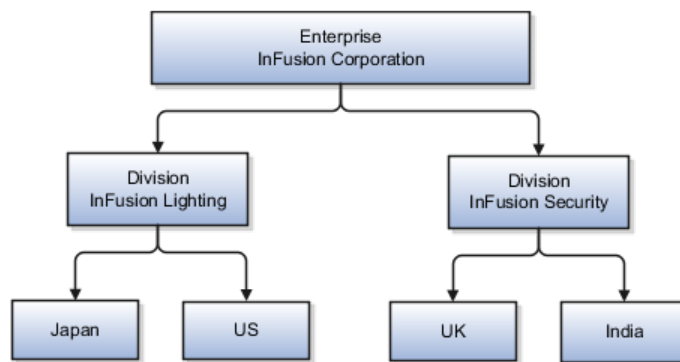 Enterprise
InFusion Corporation
Division
InFusion Lighting
Division
InFusion Security
Japan
US
UK
India